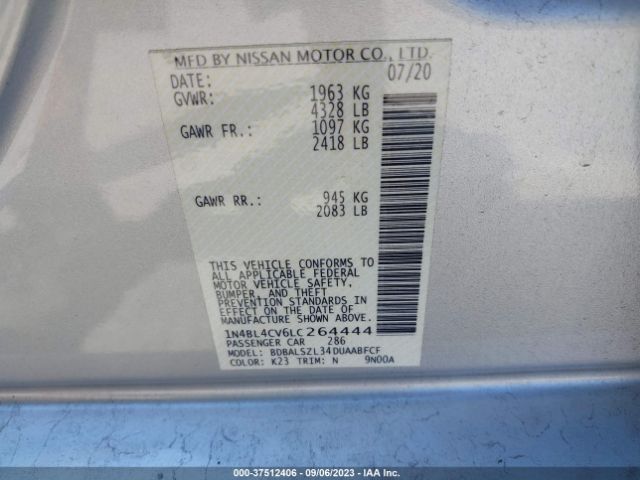 MFD BY NISSAN MOTOR CO., LTD.
DATE: 07/20
GVWR: 1963 KG
4328 LB
GAWR FR.: 1097 KG
2418 LB
GAWR RR.: 945 KG
2083 LB
THIS VEHICLE CONFORMS TO
ALL APPLICABLE FEDERAL
MOTOR VEHICLE SAFETY,
BUMPER, AND THEFT
PREVENTION STANDARDS IN
EFFECT ON THE DATE OF
MANUFACTURE SHOWN ABOVE.
1N4BL4CV6LC264444
PASSENGER CAR 286
MODEL: BDBALSZL34DUAABFCF
COLOR: K23 TRIM: N 9N00A
000-37512406 - 09/06/2023 - IAA Inc.